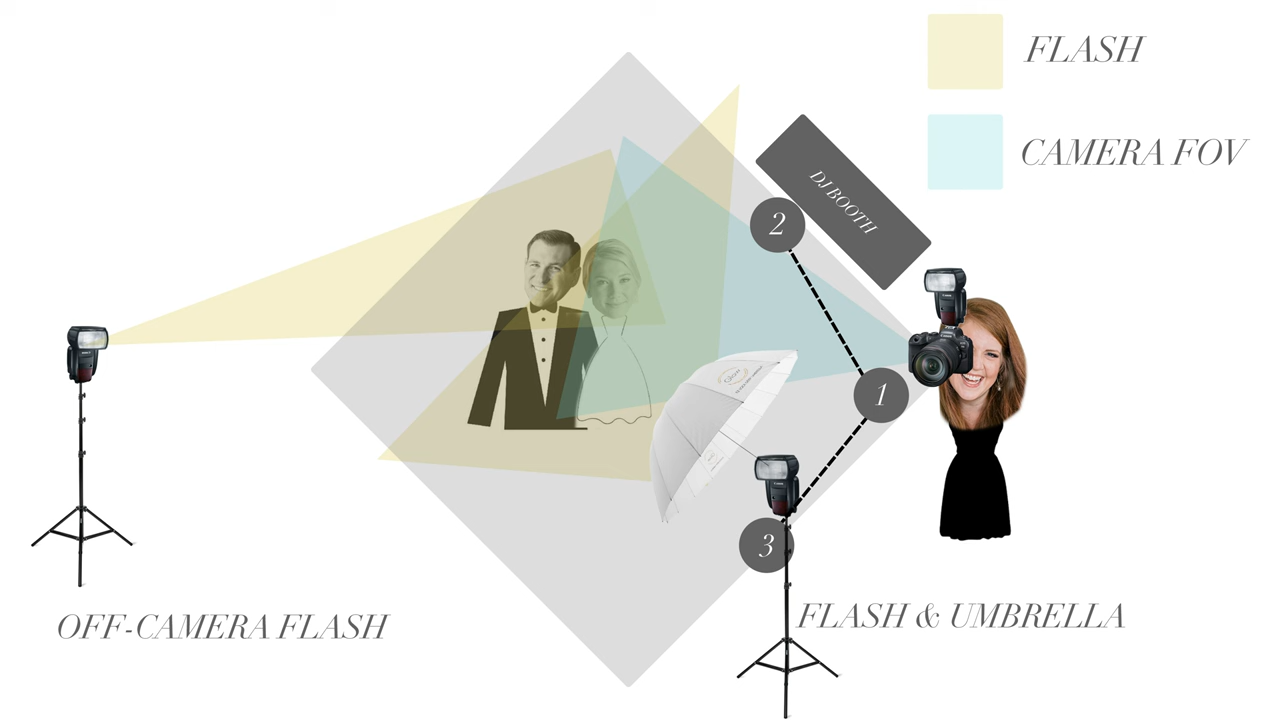 FLASH
CAMERA FOV
DJ BOOTH
2
1
3
OFF-CAMERA FLASH
FLASH & UMBRELLA